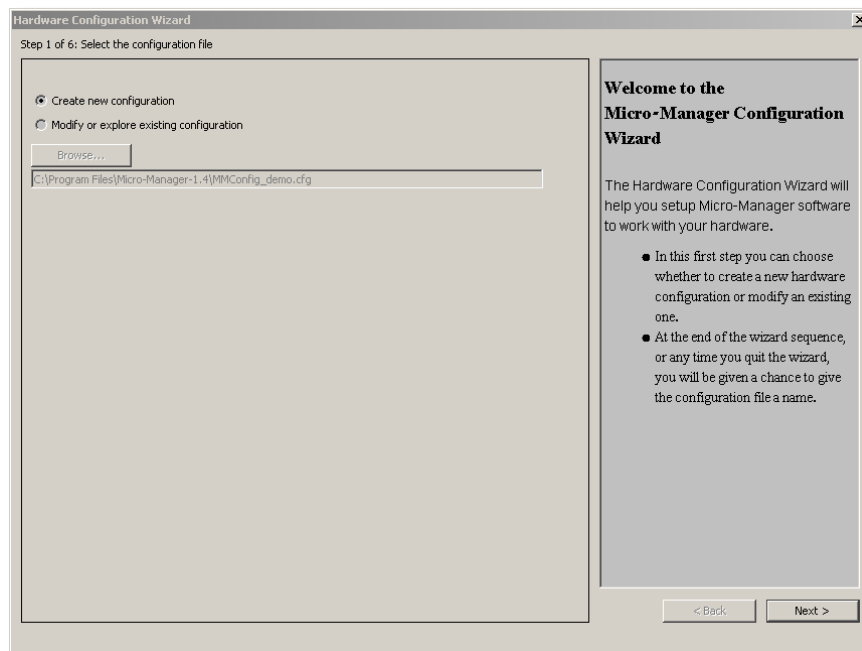 Hardware Configuration Wizard
Step 1 of 6: Select the configuration file
Create new configuration
Modify or explore existing configuration
Browse...
C:\Program Files\Micro-Manager-1.4\MMConfig_demo.cfg
Welcome to the
Micro-Manager Configuration
Wizard
The Hardware Configuration Wizard will
help you setup Micro-Manager software
to work with your hardware.
● In this first step you can choose
whether to create a new hardware
configuration or modify an existing
one.
● At the end of the wizard sequence,
or any time you quit the wizard,
you will be given a chance to give
the configuration file a name.
< Back
Next >